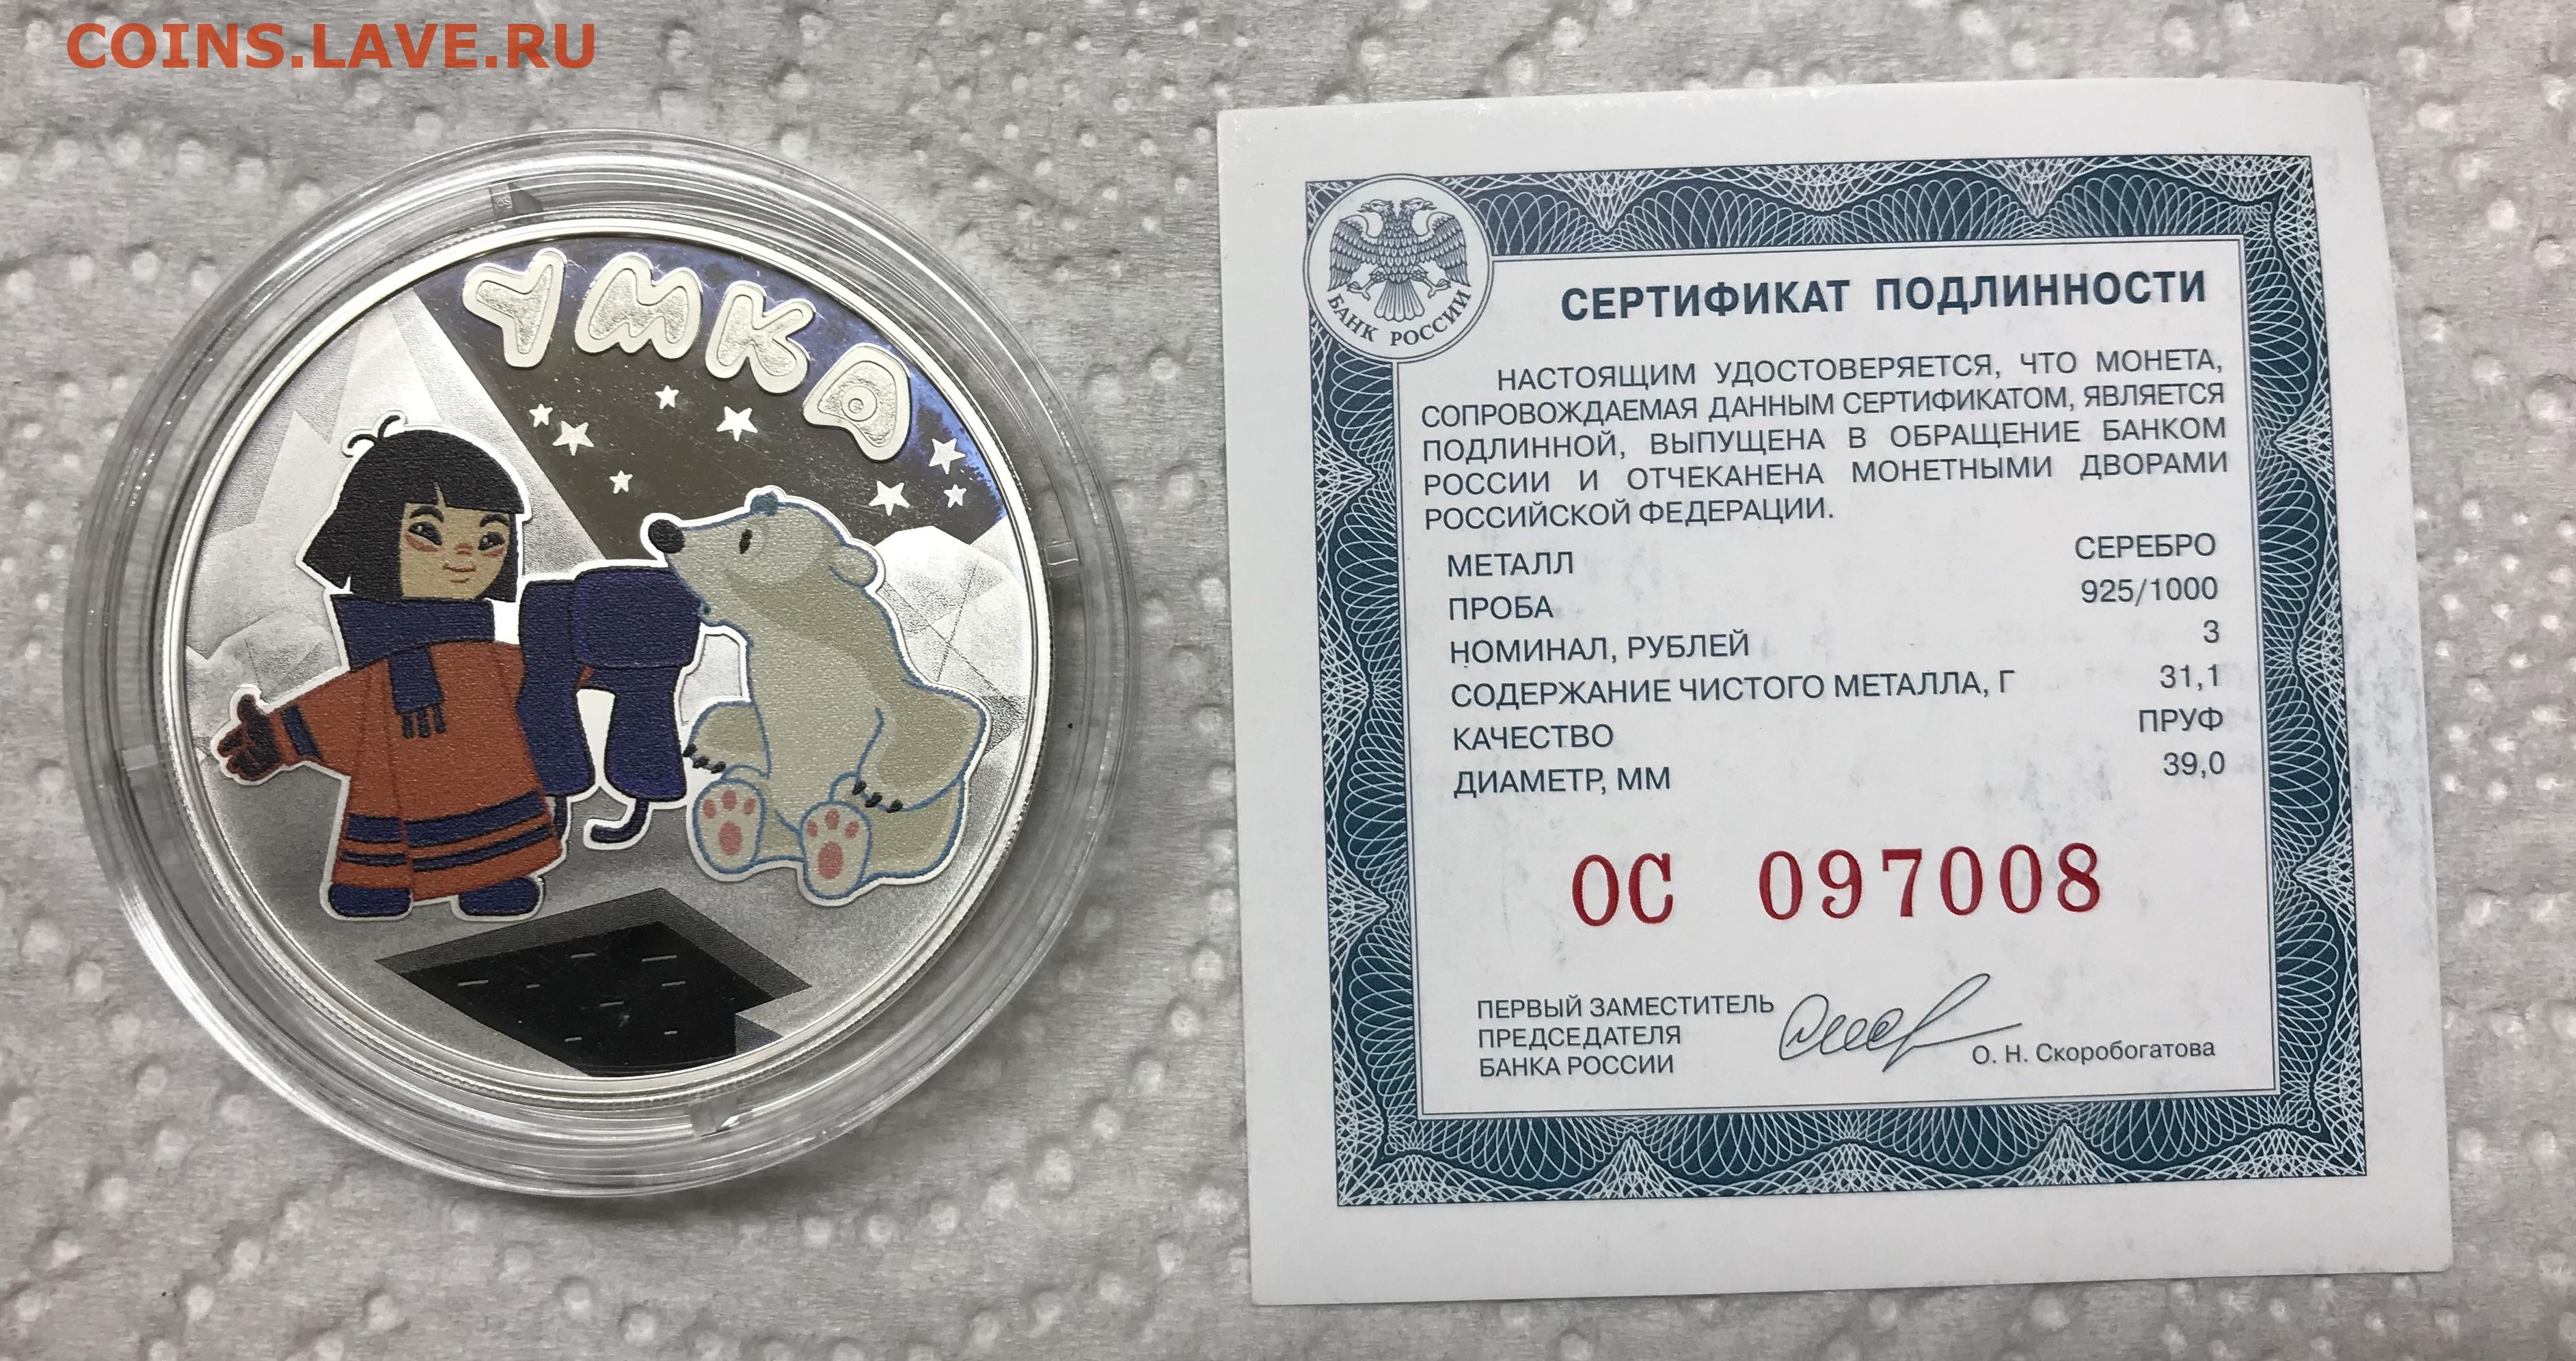 COINS.LAVE.RU
УМКА
БАНК РОССИИ
СЕРТИФИКАТ ПОДЛИННОСТИ
НАСТОЯЩИМ УДОСТОВЕРЯЕТСЯ, ЧТО МОНЕТА,
СОПРОВОЖДАЕМАЯ ДАННЫМ СЕРТИФИКАТОМ, ЯВЛЯЕТСЯ
ПОДЛИННОЙ, ВЫПУЩЕНА В ОБРАЩЕНИЕ БАНКОМ
РОССИИ И ОТЧЕКАНЕНА МОНЕТНЫМИ ДВОРАМИ
РОССИЙСКОЙ ФЕДЕРАЦИИ.
МЕТАЛЛ СЕРЕБРО
ПРОБА 925/1000
НОМИНАЛ, РУБЛЕЙ 3
СОДЕРЖАНИЕ ЧИСТОГО МЕТАЛЛА, Г 31,1
КАЧЕСТВО ПРУФ
ДИАМЕТР, ММ 39,0
ОС 097008
ПЕРВЫЙ ЗАМЕСТИТЕЛЬ
ПРЕДСЕДАТЕЛЯ
БАНКА РОССИИ О. Н. Скоробогатова